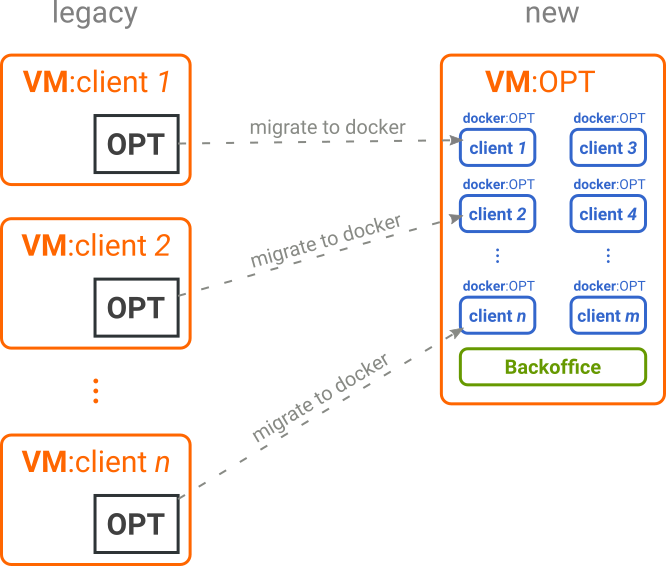 legacy
VM:client 1
OPT
VM:client 2
OPT
VM:client n
OPT
migrate to docker
migrate to docker
migrate to docker
new
VM:OPT
docker:OPT docker:OPT
client 1 client 3
docker:OPT docker:OPT
client 2 client 4
docker:OPT docker:OPT
client n client m
Backoffice